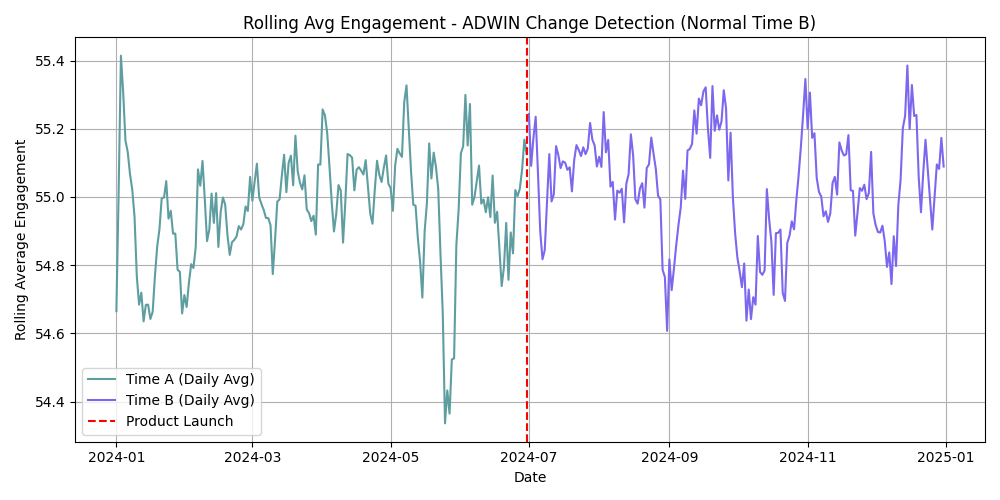 Rolling Avg Engagement - ADWIN Change Detection (Normal Time B)
Rolling Average Engagement
55.4
55.2
55.0
54.8
54.6
54.4
Time A (Daily Avg)
Time B (Daily Avg)
Product Launch
2024-01
2024-03
2024-05
2024-07
2024-09
2024-11
2025-01
Date